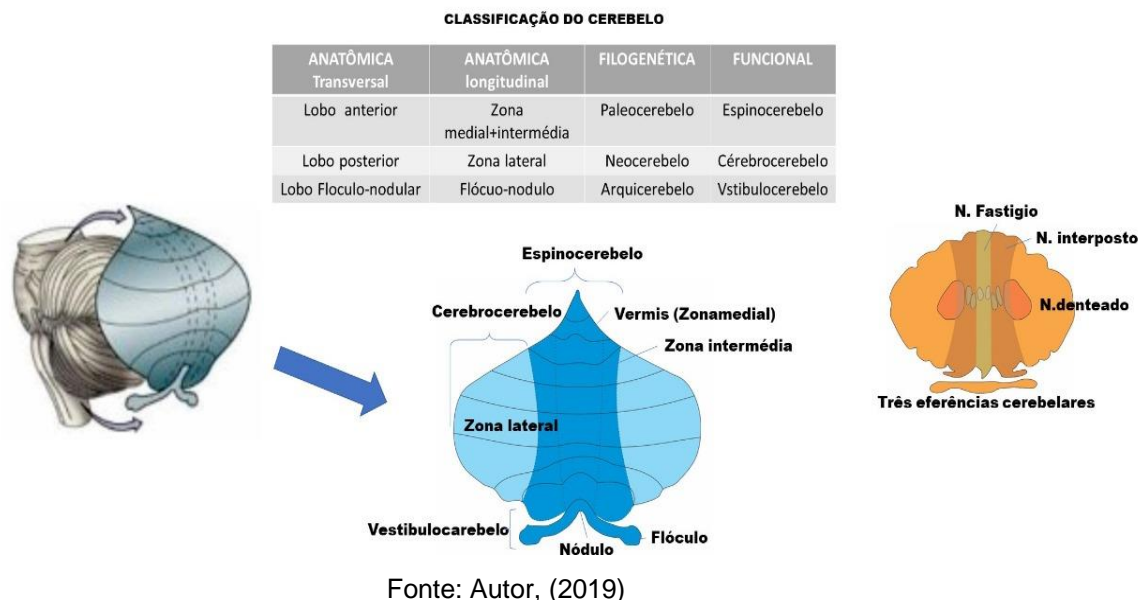 CLASSIFICAÇÃO DO CEREBELO
ANATÔMICA Transversal
ANATÔMICA longitudinal
FILOGENÉTICA
FUNCIONAL
Lobo anterior
Zona medial+intermédia
Paleocerebelo
Espinocerebelo
Lobo posterior
Zona lateral
Neocerebelo
Cérebrocerebelo
Lobo Floculo-nodular
Flócuo-nodulo
Arquicerebelo
Vstibulocerebelo
Espinocerebelo
Cerebrocerebelo
Vermis (Zonamedial)
Zona intermédia
Zona lateral
Vestibulocarebelo
Nódulo
Flóculo
N. Fastigio
N. interposto
N.denteado
Três eferências cerebelares
Fonte: Autor, (2019)